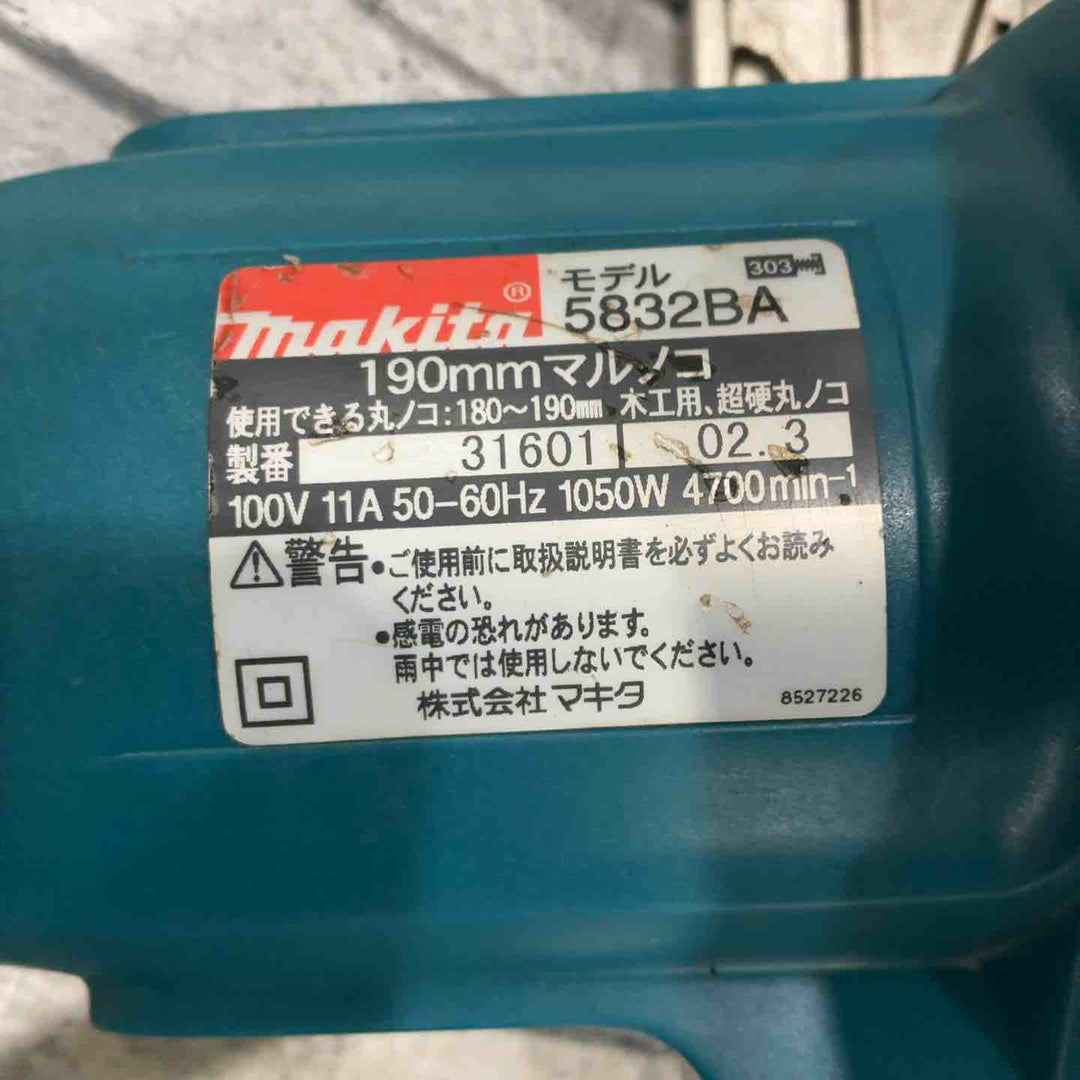 makita®
モデル 303
5832BA
190mmマルノコ
使用できる丸ノコ:180〜190mm 木工用、超硬丸ノコ
製番 31601 02.3
100V 11A 50-60Hz 1050W 4700min-1
⚠警告 •ご使用前に取扱説明書を必ずよくお読み
ください。
•感電の恐れがあります。
雨中では使用しないでください。
株式会社 マキタ
8527226